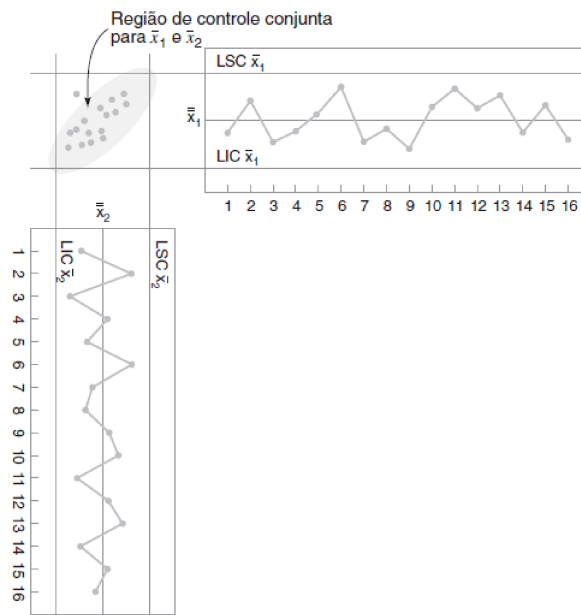 Região de controle conjunta
para x̄₁ e x̄₂
LSC x̄₁
x̿₁
LIC x̄₁
1 2 3 4 5 6 7 8 9 10 11 12 13 14 15 16
x̿₂
LIC x̄₂
LSC x̄₂
1
2
3
4
5
6
7
8
9
10
11
12
13
14
15
16